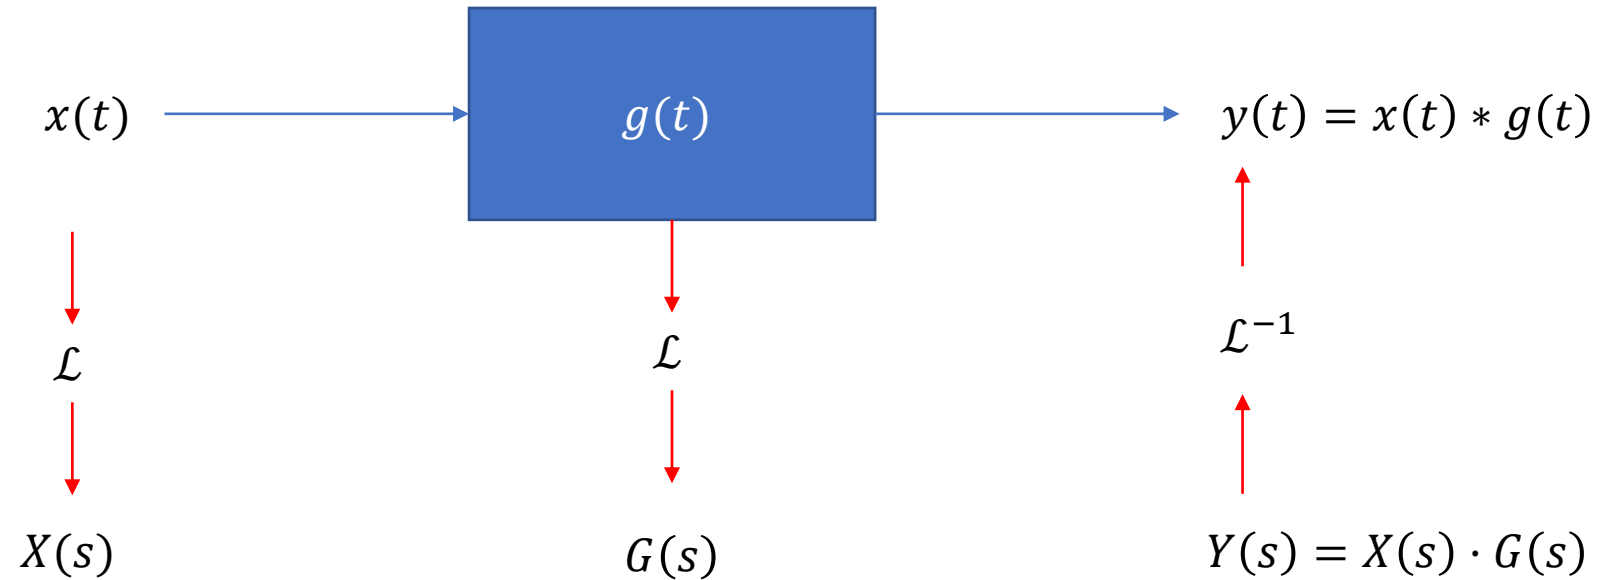 x(t) g(t) y(t) = x(t) ∗ g(t)
ℒ ℒ ℒ⁻¹
X(s) G(s) Y(s) = X(s) · G(s)